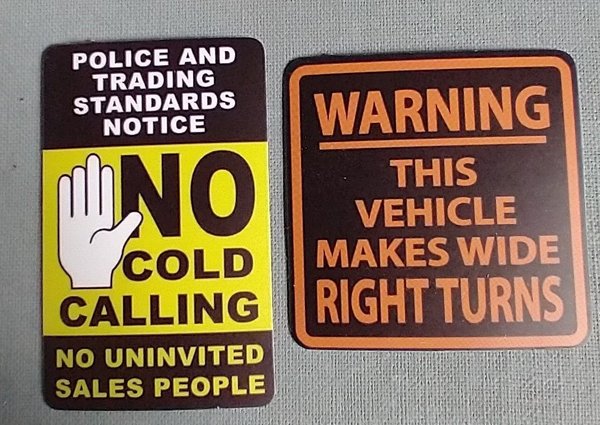 POLICE AND
TRADING
STANDARDS
NOTICE
NO
COLD
CALLING
NO UNINVITED
SALES PEOPLE
WARNING
THIS
VEHICLE
MAKES WIDE
RIGHT TURNS